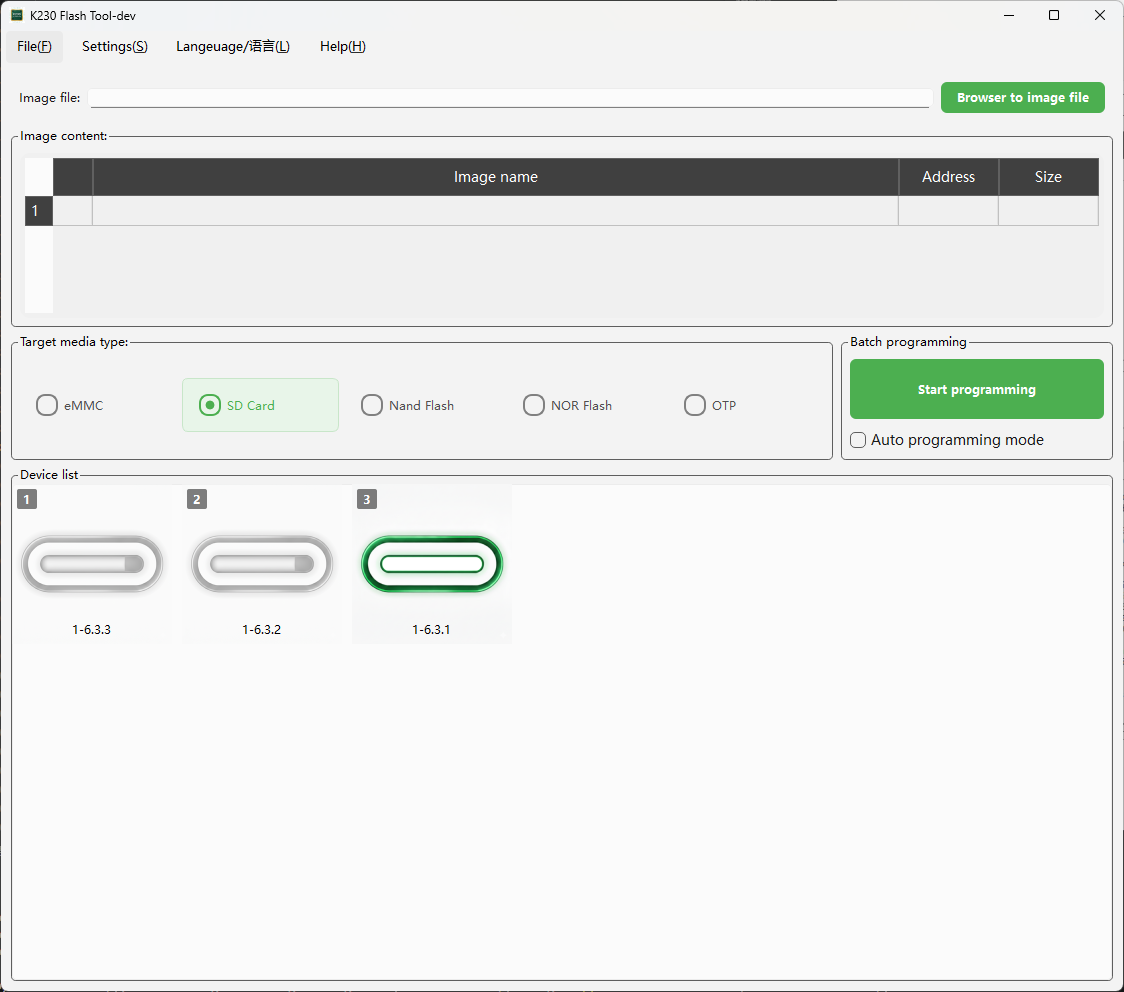 K230 Flash Tool-dev
File(F) Settings(S) Langeuage/语言(L) Help(H)
Image file: Browser to image file
Image content:
Image name Address Size
1
Target media type:
eMMC SD Card Nand Flash NOR Flash OTP
Batch programming
Start programming
Auto programming mode
Device list
1 2 3
1-6.3.3 1-6.3.2 1-6.3.1